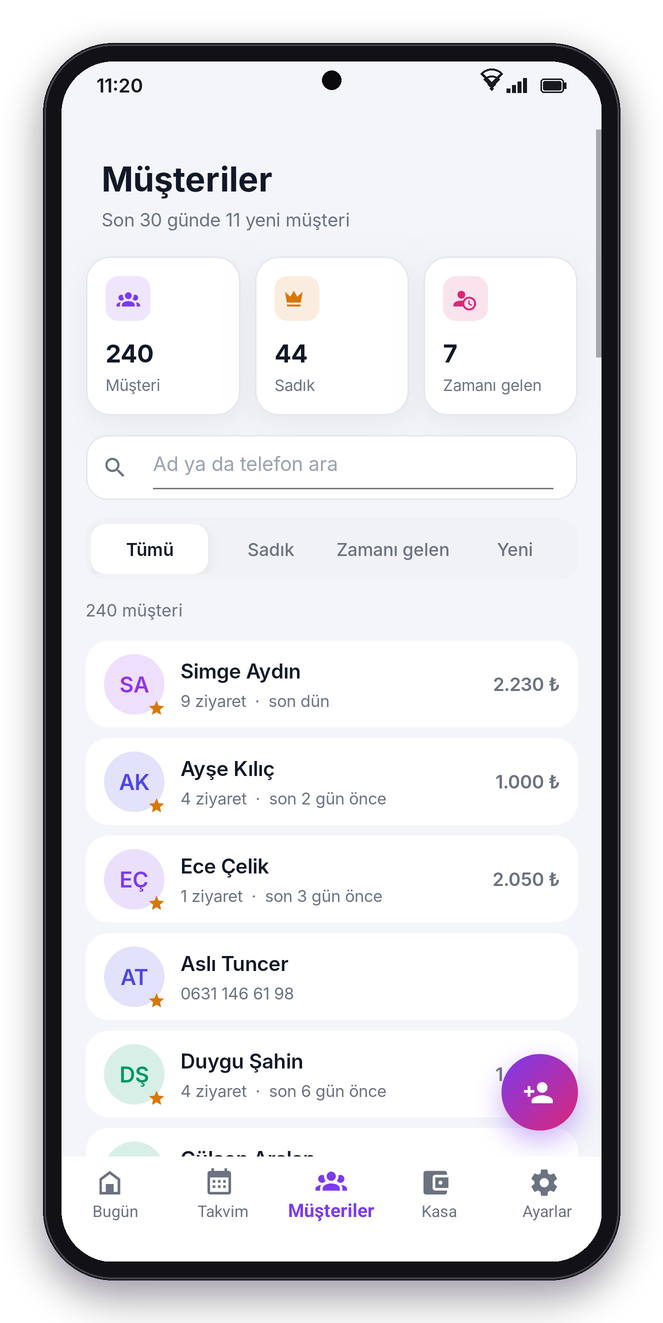 11:20
Müşteriler
Son 30 günde 11 yeni müşteri
240
Müşteri
44
Sadık
7
Zamanı gelen
Ad ya da telefon ara
Tümü Sadık Zamanı gelen Yeni
240 müşteri
SA
Simge Aydın
9 ziyaret · son dün
2.230 ₺
AK
Ayşe Kılıç
4 ziyaret · son 2 gün önce
1.000 ₺
EÇ
Ece Çelik
1 ziyaret · son 3 gün önce
2.050 ₺
AT
Aslı Tuncer
0631 146 61 98
DŞ
Duygu Şahin
4 ziyaret · son 6 gün önce
Bugün Takvim Müşteriler Kasa Ayarlar